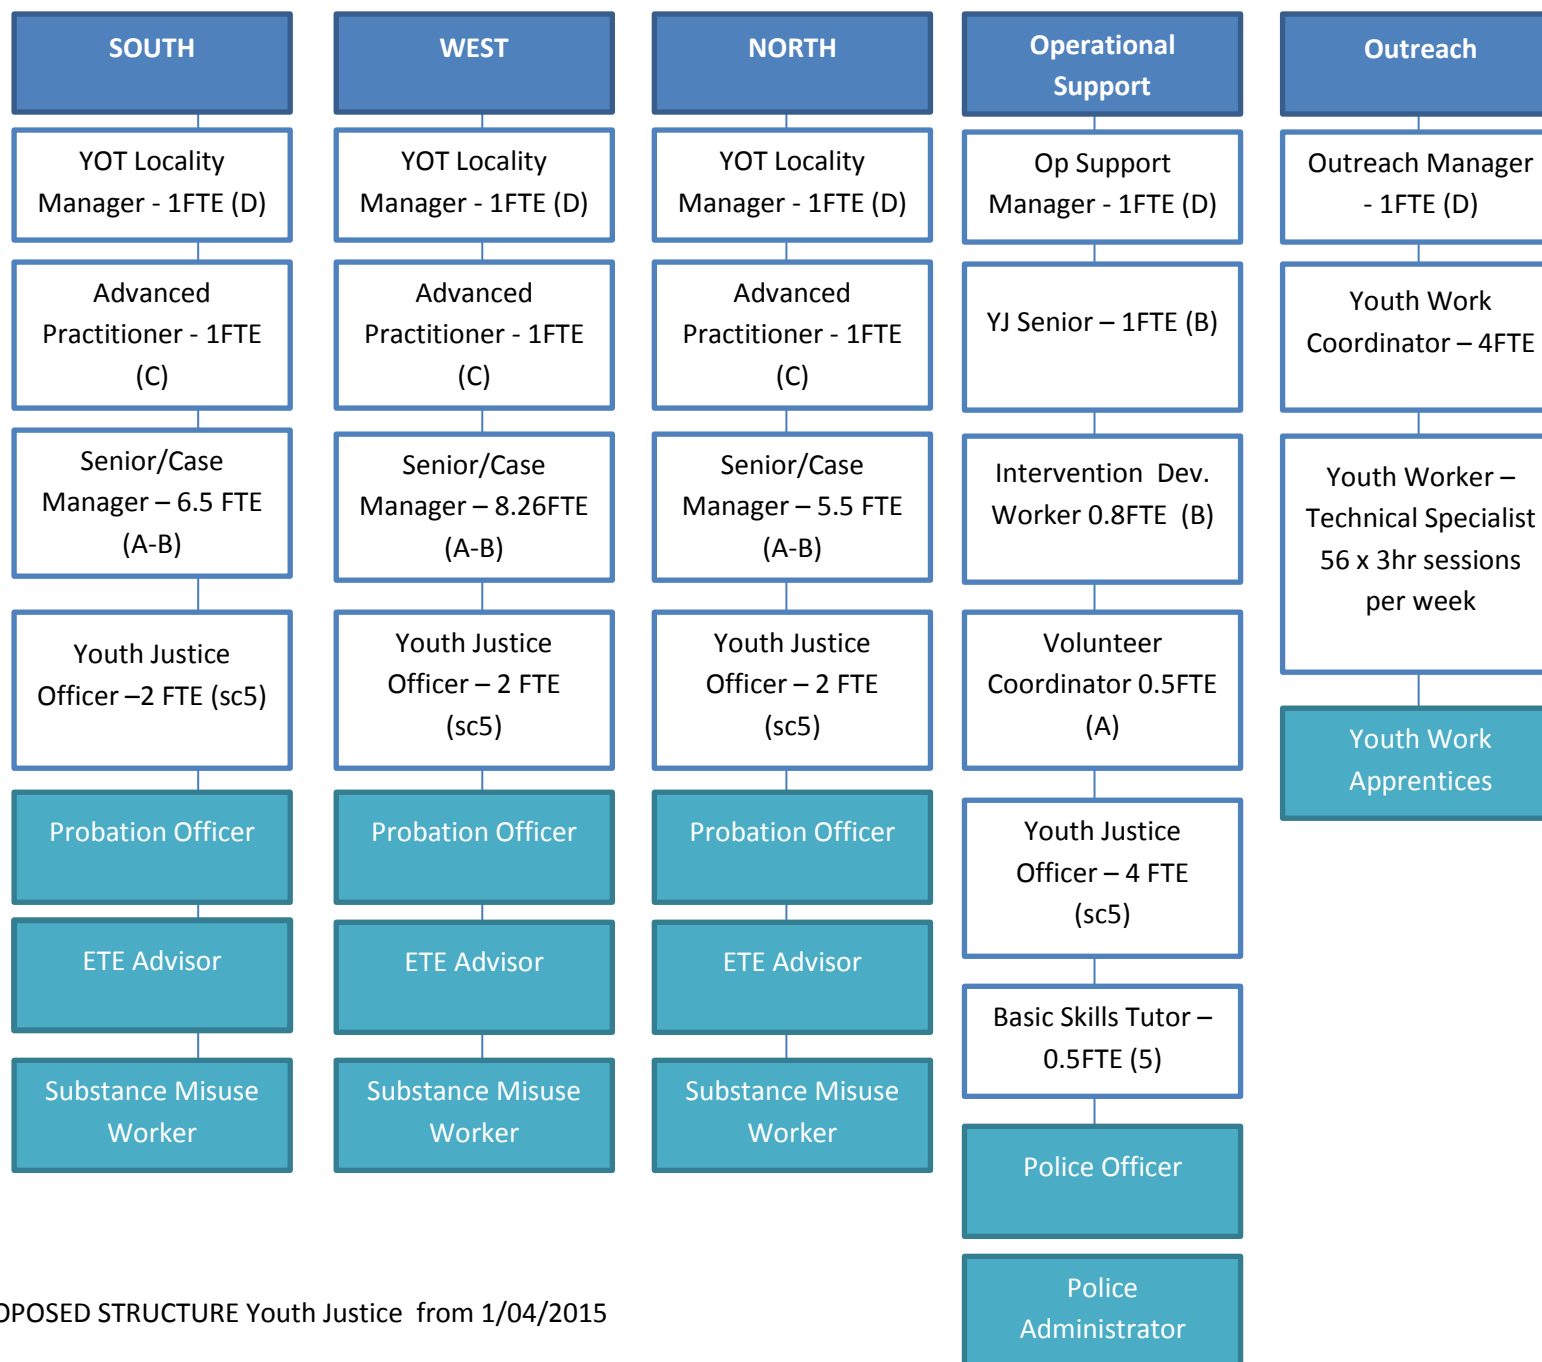 SOUTH
YOT Locality
Manager - 1FTE (D)
Advanced
Practitioner - 1FTE
(C)
Senior/Case
Manager – 6.5 FTE
(A-B)
Youth Justice
Officer –2 FTE (sc5)
Probation Officer
ETE Advisor
Substance Misuse
Worker
WEST
YOT Locality
Manager - 1FTE (D)
Advanced
Practitioner - 1FTE
(C)
Senior/Case
Manager – 8.26FTE
(A-B)
Youth Justice
Officer – 2 FTE
(sc5)
Probation Officer
ETE Advisor
Substance Misuse
Worker
NORTH
YOT Locality
Manager - 1FTE (D)
Advanced
Practitioner - 1FTE
(C)
Senior/Case
Manager – 5.5 FTE
(A-B)
Youth Justice
Officer – 2 FTE
(sc5)
Probation Officer
ETE Advisor
Substance Misuse
Worker
Operational
Support
Op Support
Manager - 1FTE (D)
YJ Senior – 1FTE (B)
Intervention  Dev.
Worker 0.8FTE  (B)
Volunteer
Coordinator 0.5FTE
(A)
Youth Justice
Officer – 4 FTE
(sc5)
Basic Skills Tutor –
0.5FTE (5)
Police Officer
Police
Administrator
Outreach
Outreach Manager
- 1FTE (D)
Youth Work
Coordinator – 4FTE
Youth Worker –
Technical Specialist
56 x 3hr sessions
per week
Youth Work
Apprentices
OPOSED STRUCTURE Youth Justice  from 1/04/2015